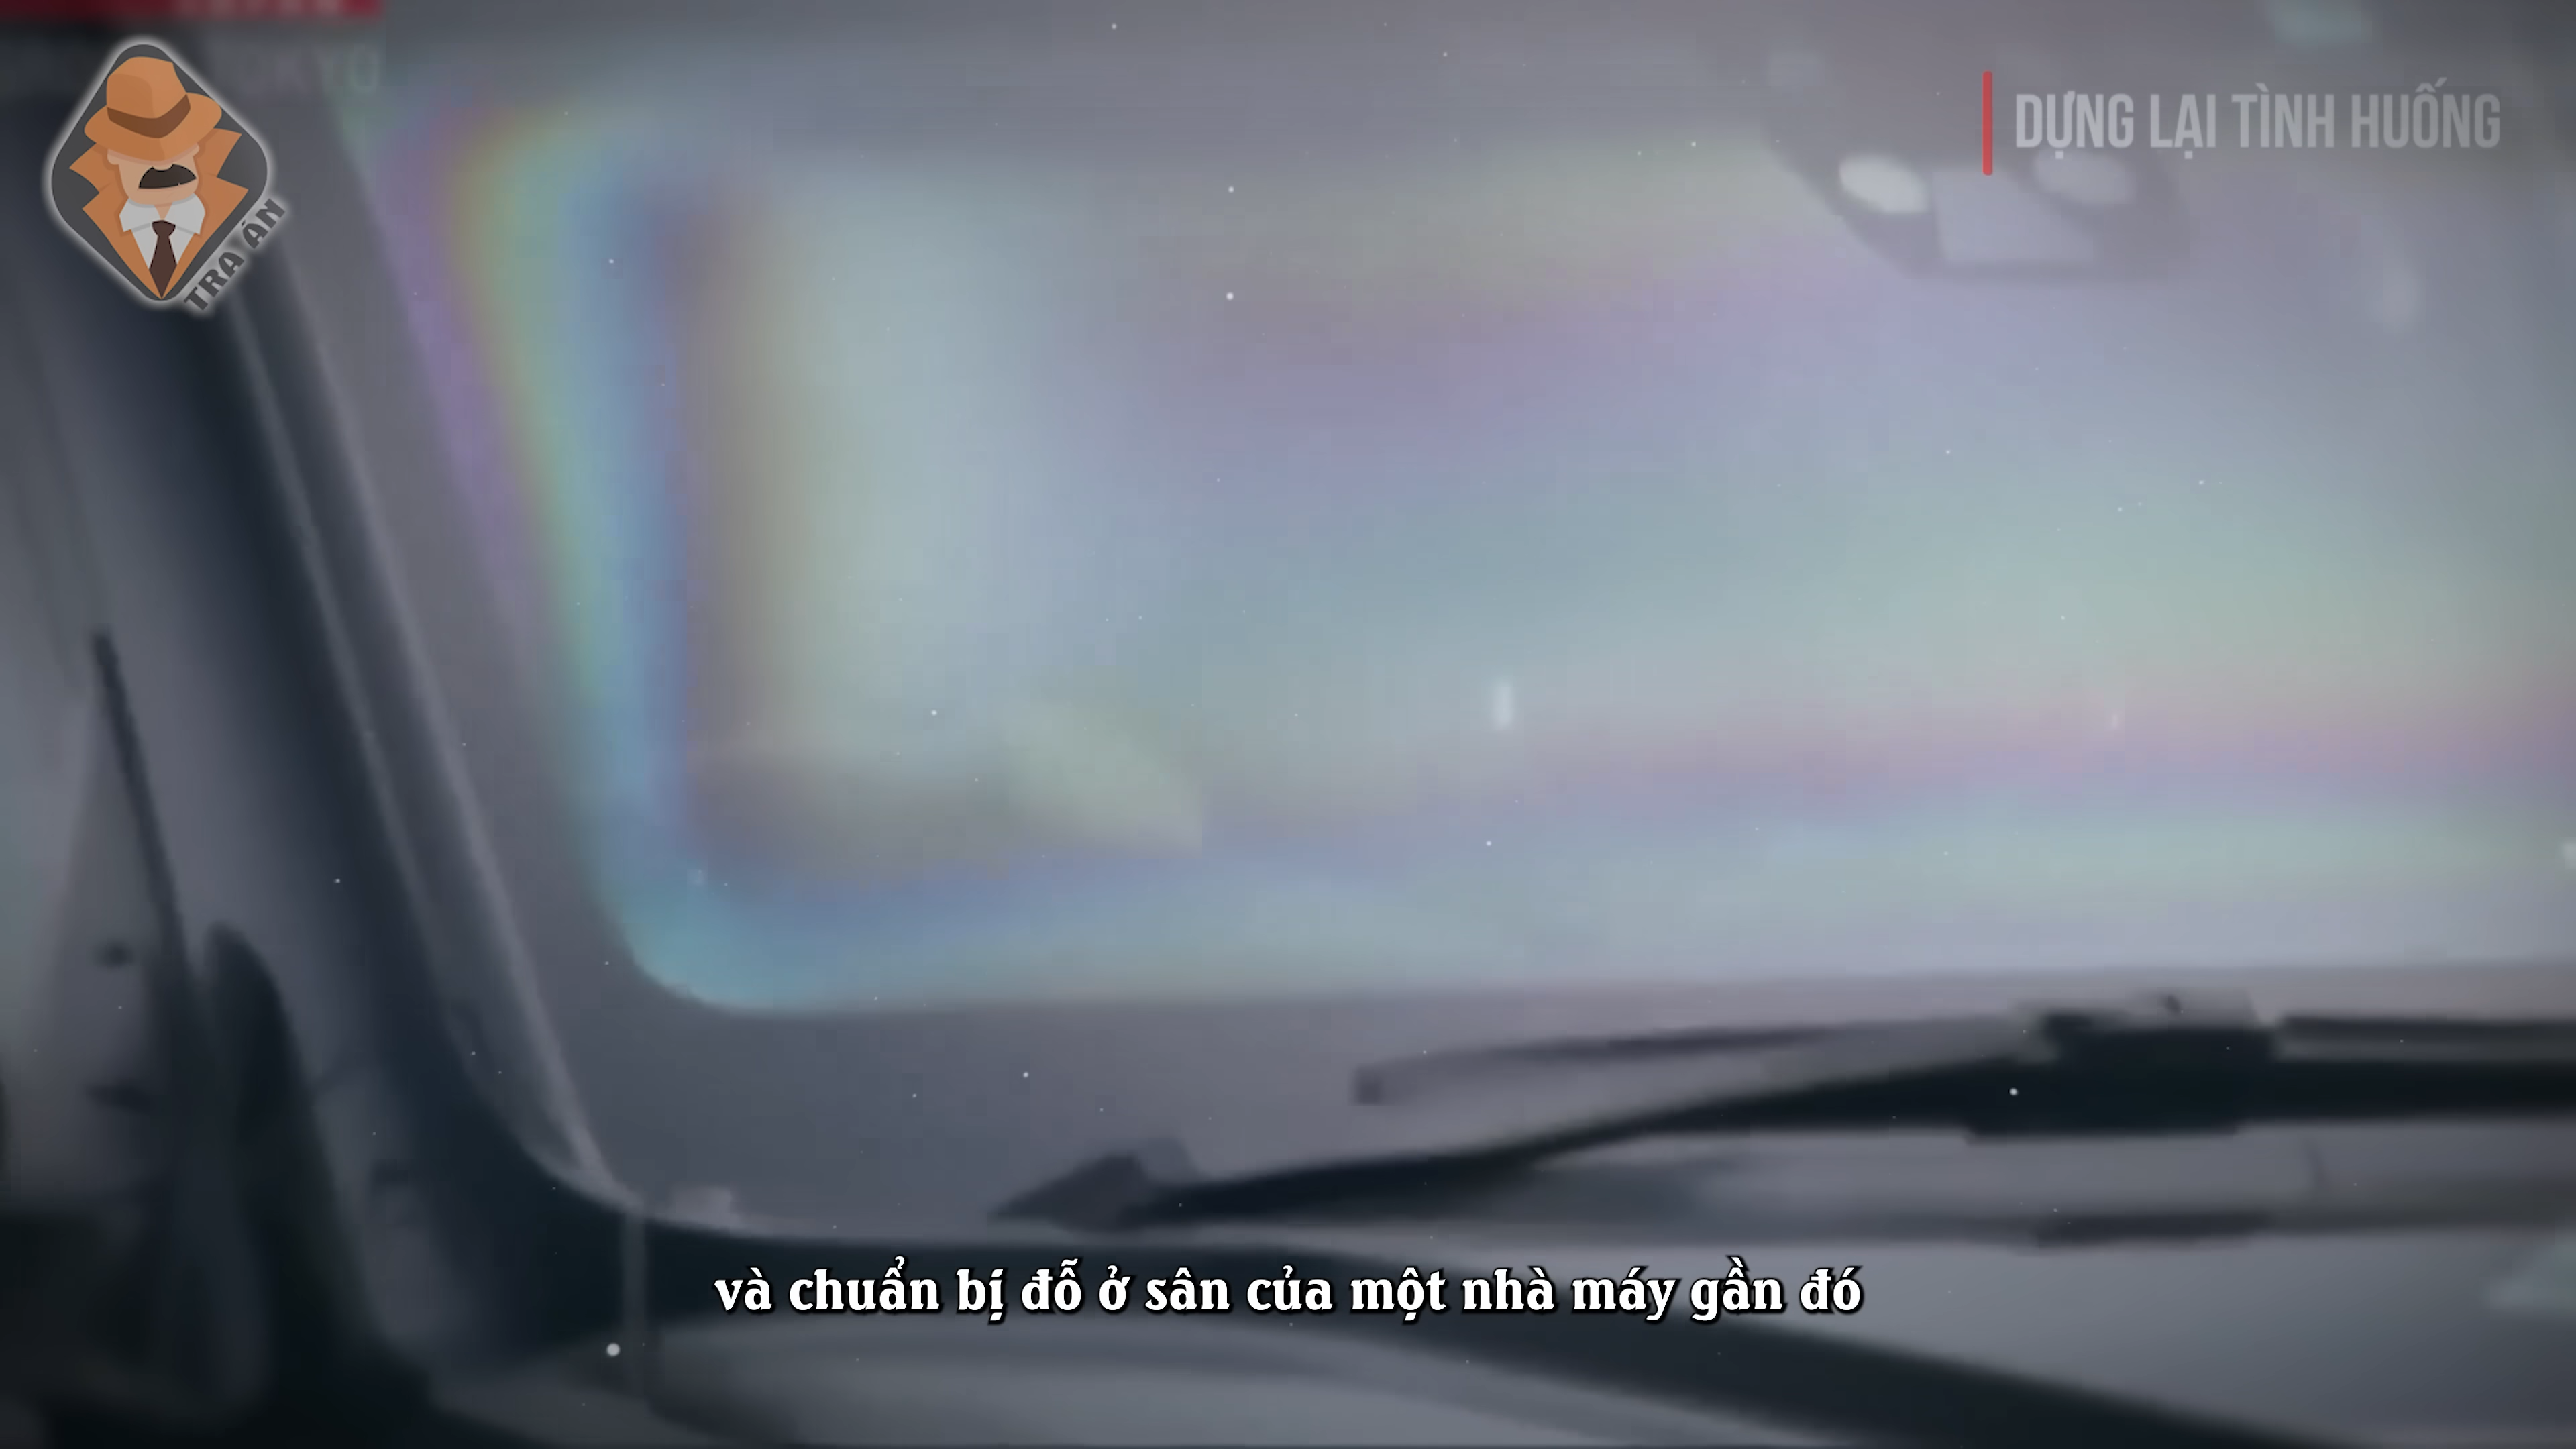 TRA ÁN
DỰNG LẠI TÌNH HUỐNG
và chuẩn bị đỗ ở sân của một nhà máy gần đó